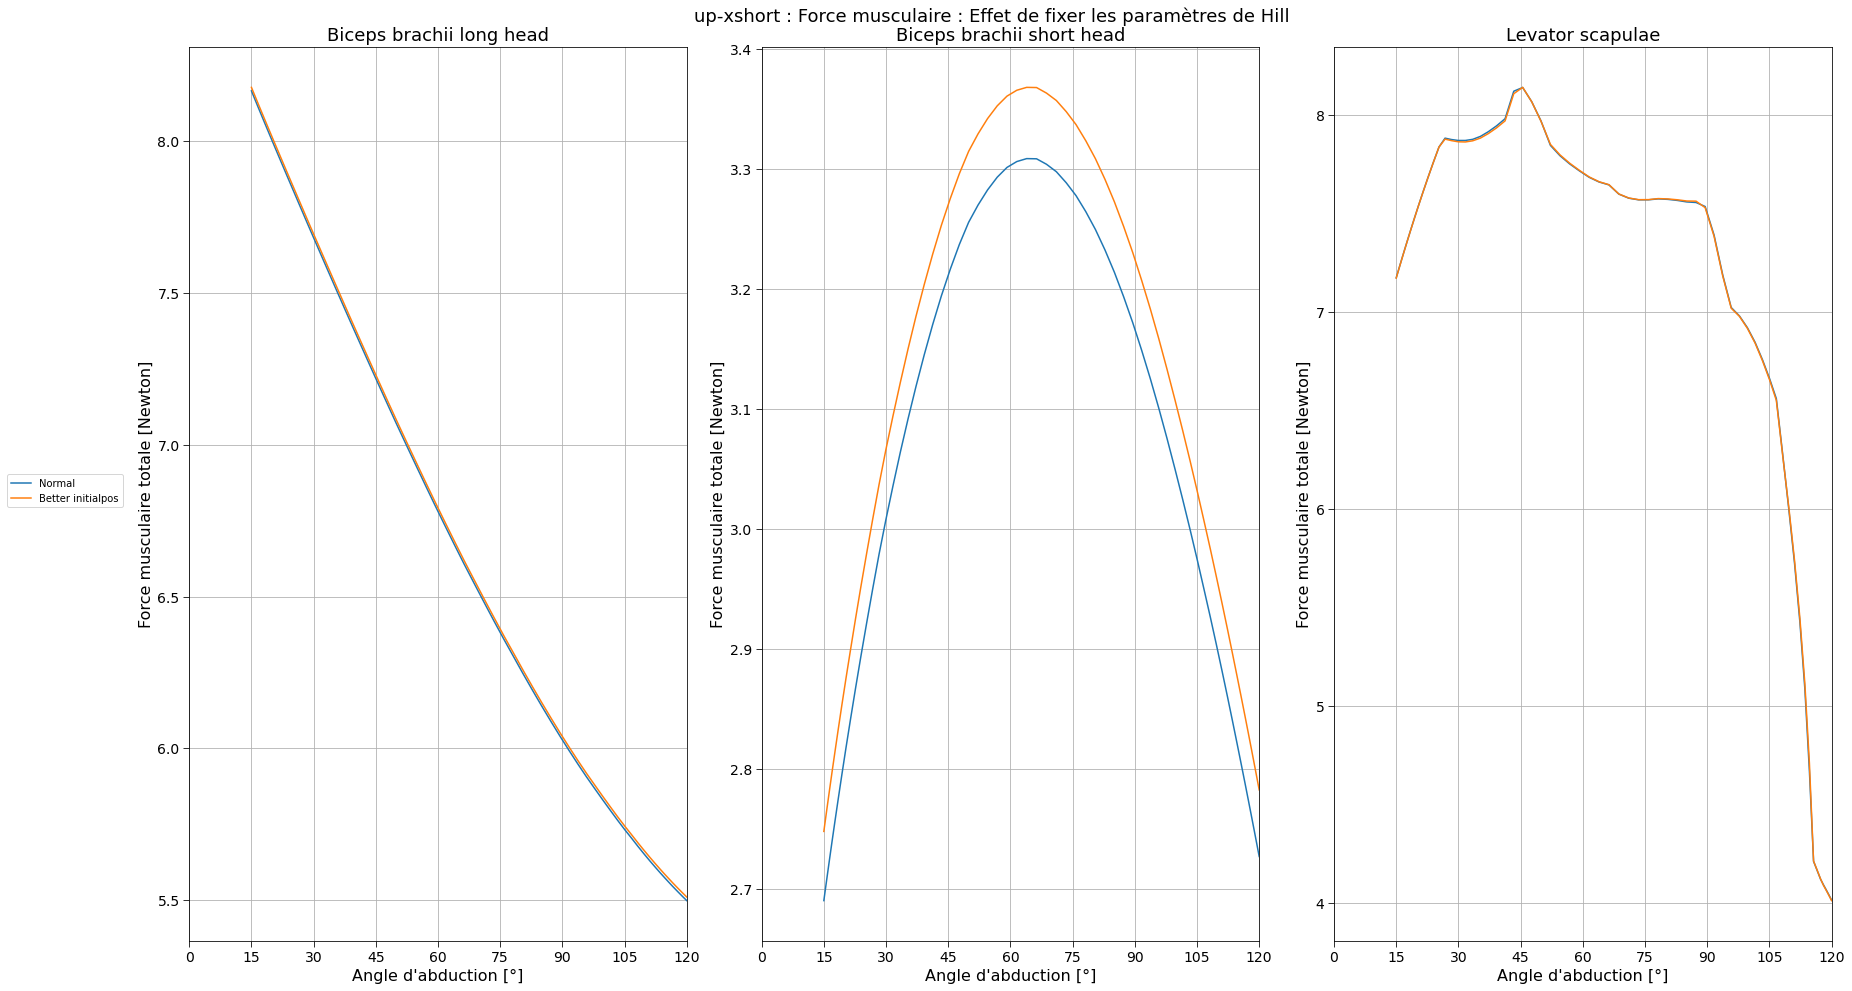 up-xshort : Force musculaire : Effet de fixer les paramètres de Hill
Biceps brachii long head
Biceps brachii short head
Levator scapulae
Normal
Better initialpos
Force musculaire totale [Newton]
8.0
7.5
7.0
6.5
6.0
5.5
0 15 30 45 60 75 90 105 120
Angle d'abduction [°]
Force musculaire totale [Newton]
3.4
3.3
3.2
3.1
3.0
2.9
2.8
2.7
0 15 30 45 60 75 90 105 120
Angle d'abduction [°]
Force musculaire totale [Newton]
8
7
6
5
4
0 15 30 45 60 75 90 105 120
Angle d'abduction [°]